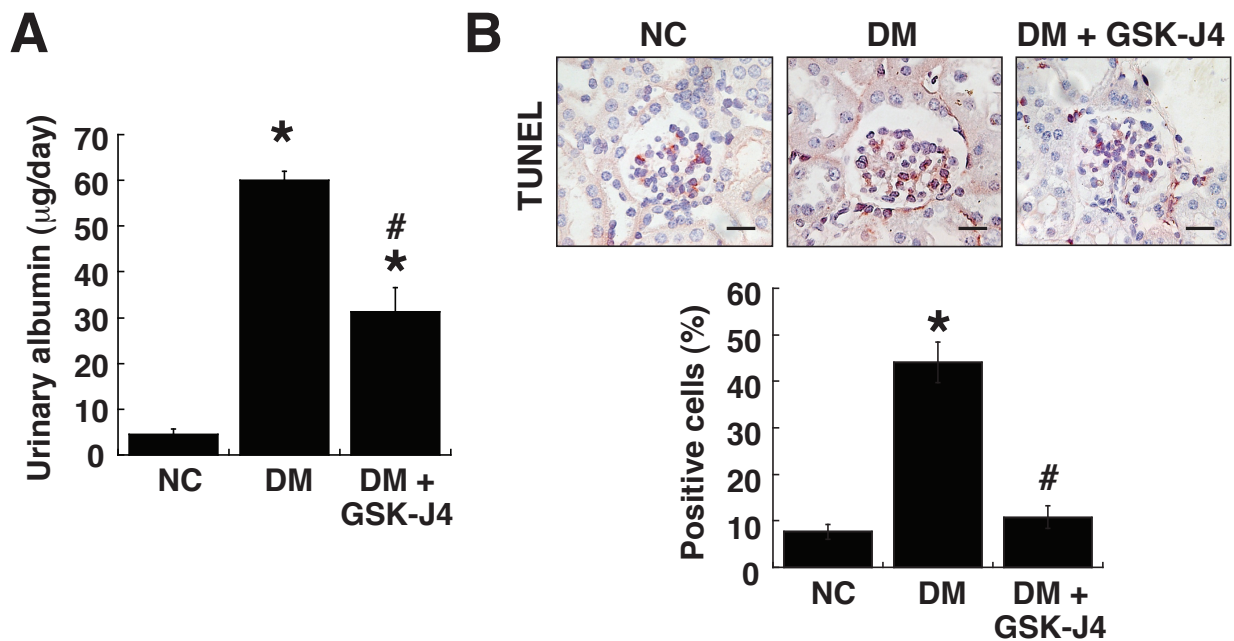 A
Urinary albumin (μg/day)
70
60
50
40
30
20
10
0
*
#
*
NC
DM
DM +
GSK-J4
B
NC
DM
DM + GSK-J4
TUNEL
Positive cells (%)
60
50
40
30
20
10
0
*
#
NC
DM
DM +
GSK-J4